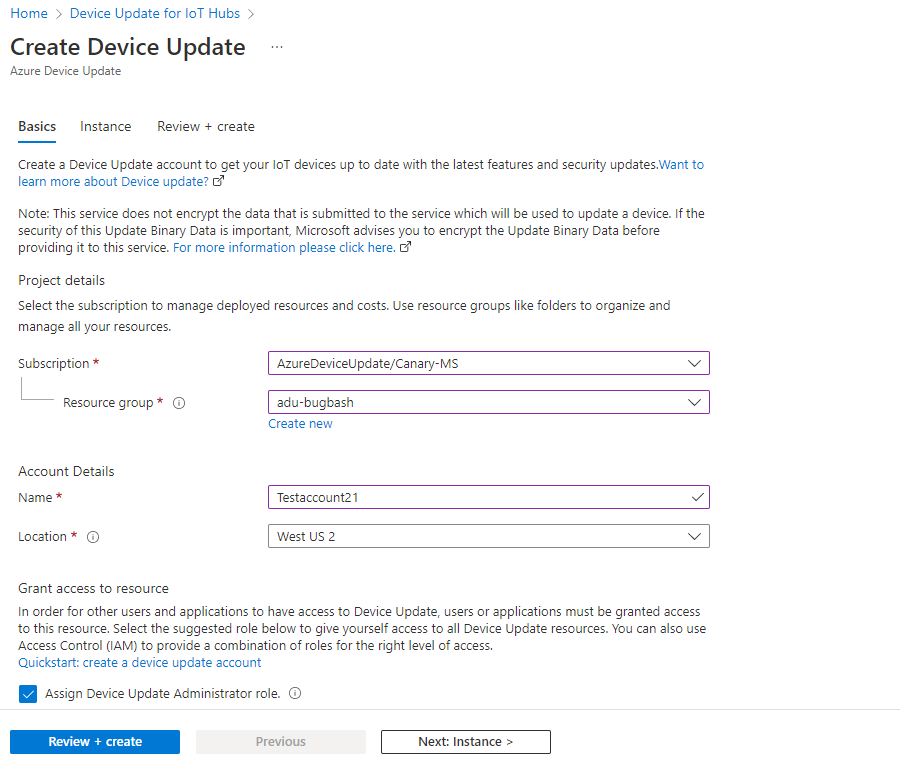 Home > Device Update for IoT Hubs >
Create Device Update ...
Azure Device Update
Basics Instance Review + create
Create a Device Update account to get your IoT devices up to date with the latest features and security updates.Want to
learn more about Device update?
Note: This service does not encrypt the data that is submitted to the service which will be used to update a device. If the
security of this Update Binary Data is important, Microsoft advises you to encrypt the Update Binary Data before
providing it to this service. For more information please click here.
Project details
Select the subscription to manage deployed resources and costs. Use resource groups like folders to organize and
manage all your resources.
Subscription * AzureDeviceUpdate/Canary-MS
Resource group * adu-bugbash
Create new
Account Details
Name * Testaccount21
Location * West US 2
Grant access to resource
In order for other users and applications to have access to Device Update, users or applications must be granted access
to this resource. Select the suggested role below to give yourself access to all Device Update resources. You can also use
Access Control (IAM) to provide a combination of roles for the right level of access.
Quickstart: create a device update account
Assign Device Update Administrator role.
Review + create Previous Next: Instance >